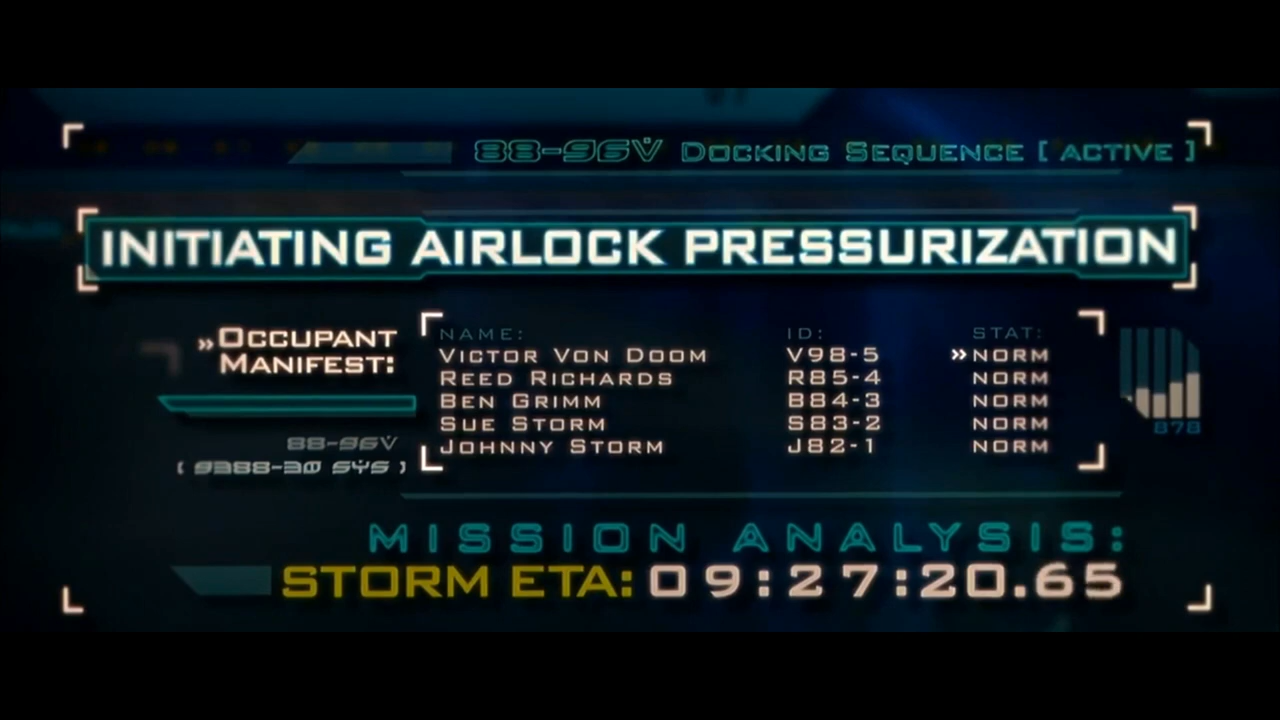 88-96V DOCKING SEQUENCE [ ACTIVE ]
INITIATING AIRLOCK PRESSURIZATION
»OCCUPANT MANIFEST:
NAME: ID: STAT:
VICTOR VON DOOM V98-5 »NORM
REED RICHARDS R85-4 NORM
BEN GRIMM B84-3 NORM
SUE STORM S83-2 NORM
JOHNNY STORM J82-1 NORM
878
88-96V
MISSION ANALYSIS:
STORM ETA: 09:27:20.65